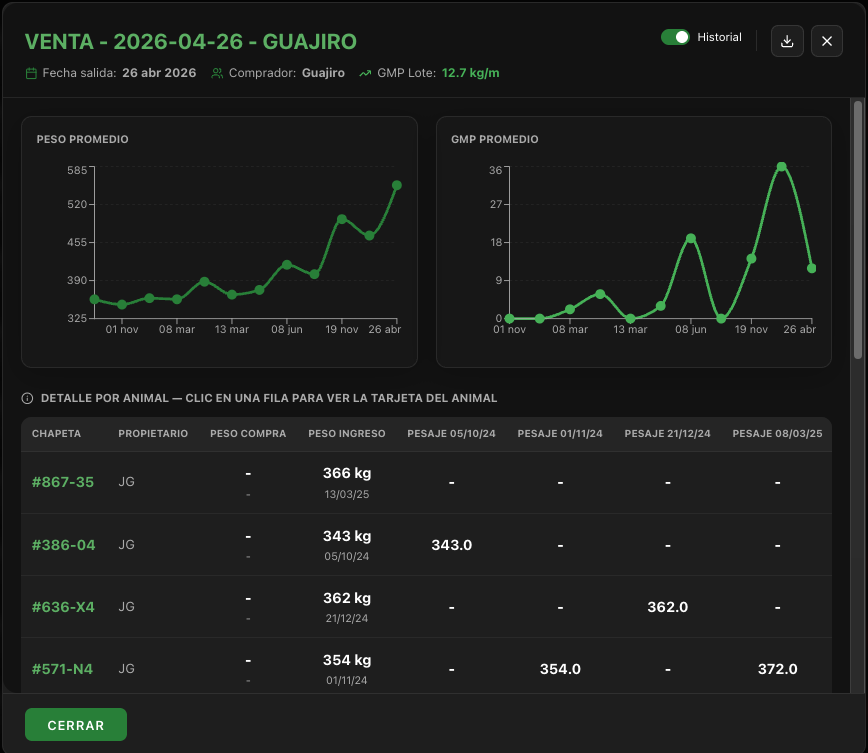 VENTA - 2026-04-26 - GUAJIRO
Historial
Fecha salida: 26 abr 2026 Comprador: Guajiro GMP Lote: 12.7 kg/m
PESO PROMEDIO
585
520
455
390
325
01 nov 08 mar 13 mar 08 jun 19 nov 26 abr
GMP PROMEDIO
36
27
18
9
0
01 nov 08 mar 13 mar 08 jun 19 nov 26 abr
DETALLE POR ANIMAL — CLIC EN UNA FILA PARA VER LA TARJETA DEL ANIMAL
CHAPETA PROPIETARIO PESO COMPRA PESO INGRESO PESAJE 05/10/24 PESAJE 01/11/24 PESAJE 21/12/24 PESAJE 08/03/25
#867-35 JG - 366 kg - - - -
- 13/03/25
#386-04 JG - 343 kg 343.0 - - -
- 05/10/24
#636-X4 JG - 362 kg - - 362.0 -
- 21/12/24
#571-N4 JG - 354 kg - 354.0 - 372.0
- 01/11/24
CERRAR